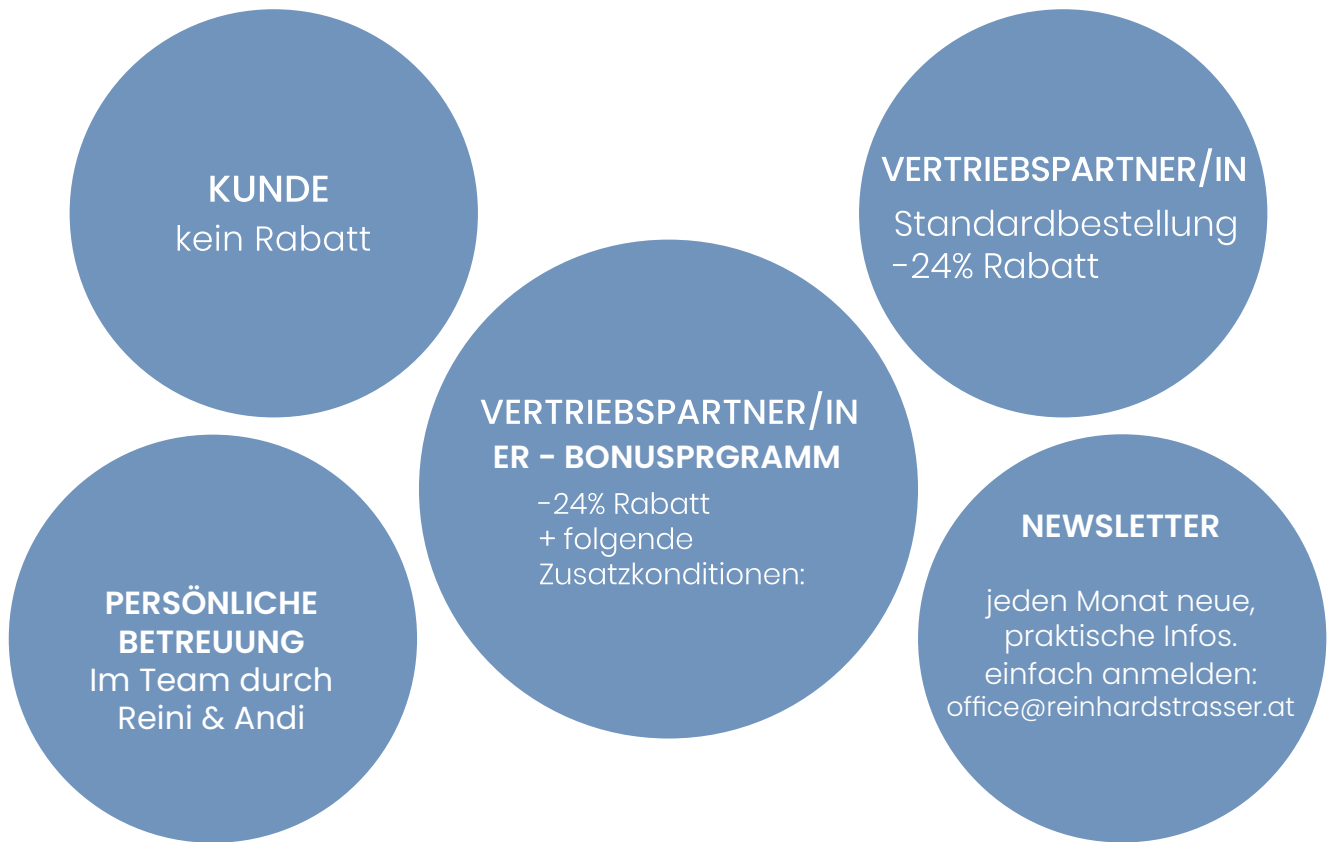 KUNDE
kein Rabatt
VERTRIEBSPARTNER/IN
Standardbestellung
-24% Rabatt
VERTRIEBSPARTNER/IN
ER - BONUSPRGRAMM
-24% Rabatt
+ folgende
Zusatzkonditionen:
PERSÖNLICHE
BETREUUNG
Im Team durch
Reini & Andi
NEWSLETTER
jeden Monat neue,
praktische Infos.
einfach anmelden:
office@reinhardstrasser.at